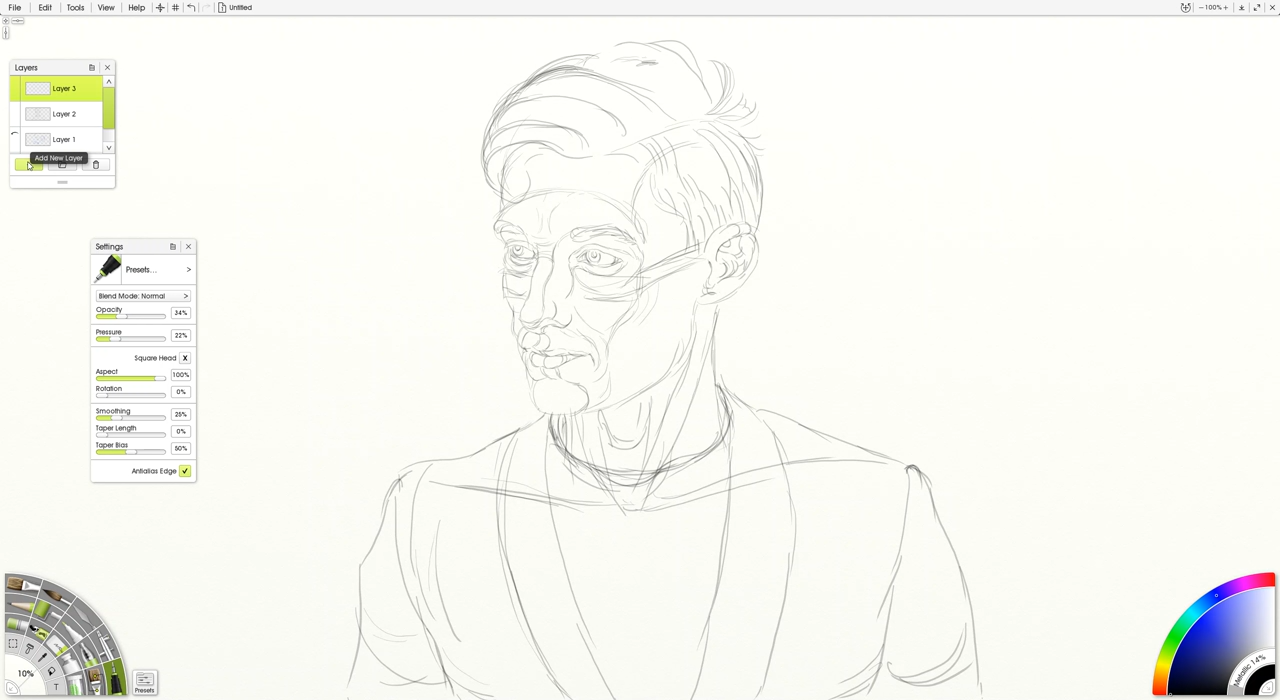 File Edit Tools View Help Untitled −100%+
Layers
Layer 3
Layer 2
Layer 1
Add New Layer
Settings
Presets... >
Blend Mode: Normal >
Opacity 34%
Pressure 22%
Square Head X
Aspect 100%
Rotation 0%
Smoothing 25%
Taper Length 0%
Taper Bias 50%
Antialias Edge
10%
T
Presets
Metallic 14%